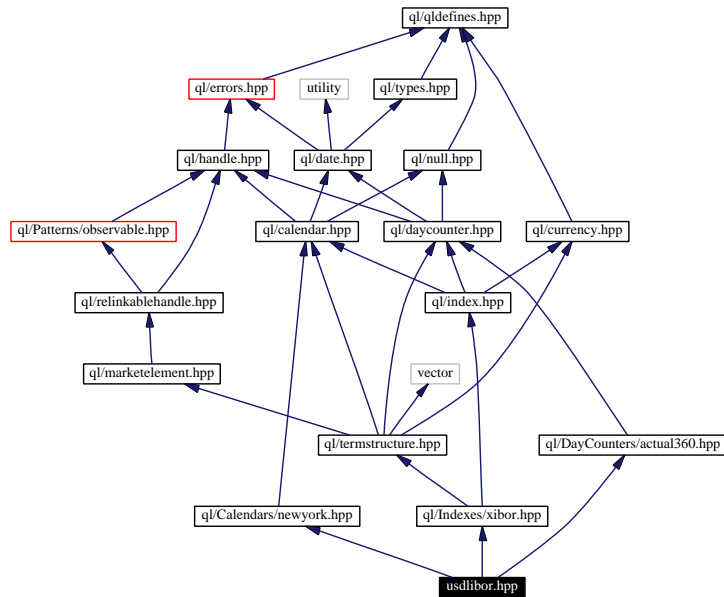 ql/qldefines.hpp
ql/errors.hpp
utility
ql/types.hpp
ql/handle.hpp
ql/date.hpp
ql/null.hpp
ql/Patterns/observable.hpp
ql/calendar.hpp
ql/daycounter.hpp
ql/currency.hpp
ql/relinkablehandle.hpp
ql/index.hpp
ql/marketelement.hpp
vector
ql/termstructure.hpp
ql/DayCounters/actual360.hpp
ql/Calendars/newyork.hpp
ql/Indexes/xibor.hpp
usdlibor.hpp